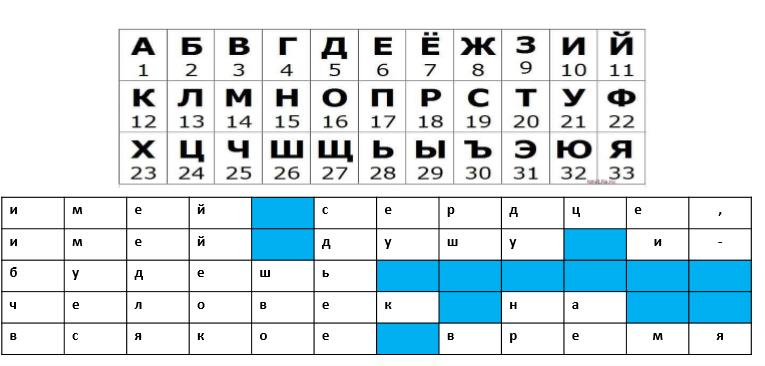 А Б В Г Д Е Ё Ж З И Й
1 2 3 4 5 6 7 8 9 10 11
К Л М Н О П Р С Т У Ф
12 13 14 15 16 17 18 19 20 21 22
Х Ц Ч Ш Щ Ь Ы Ъ Э Ю Я
23 24 25 26 27 28 29 30 31 32 33
и м е й с е р д ц е ,
и м е й д у ш у и -
б у д е ш ь
ч е л о в е к н а
в с я к о е в р е м я